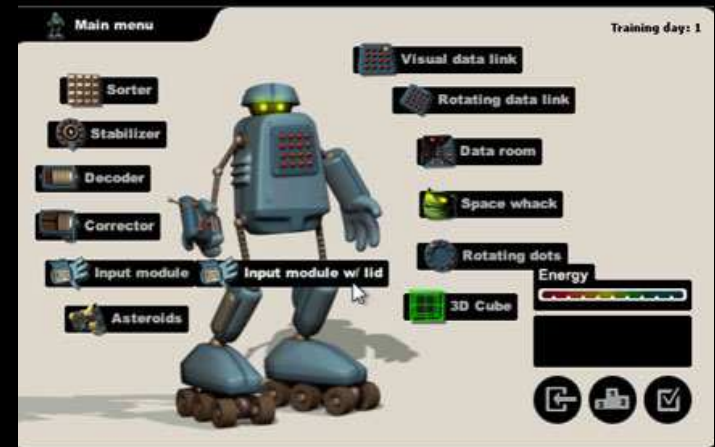 Main menu
Training day: 1
Visual data link
Sorter
Rotating data link
Stabilizer
Data room
Decoder
Space whack
Corrector
Rotating dots
Input module
Input module w/ lid
Energy
3D Cube
Asteroids